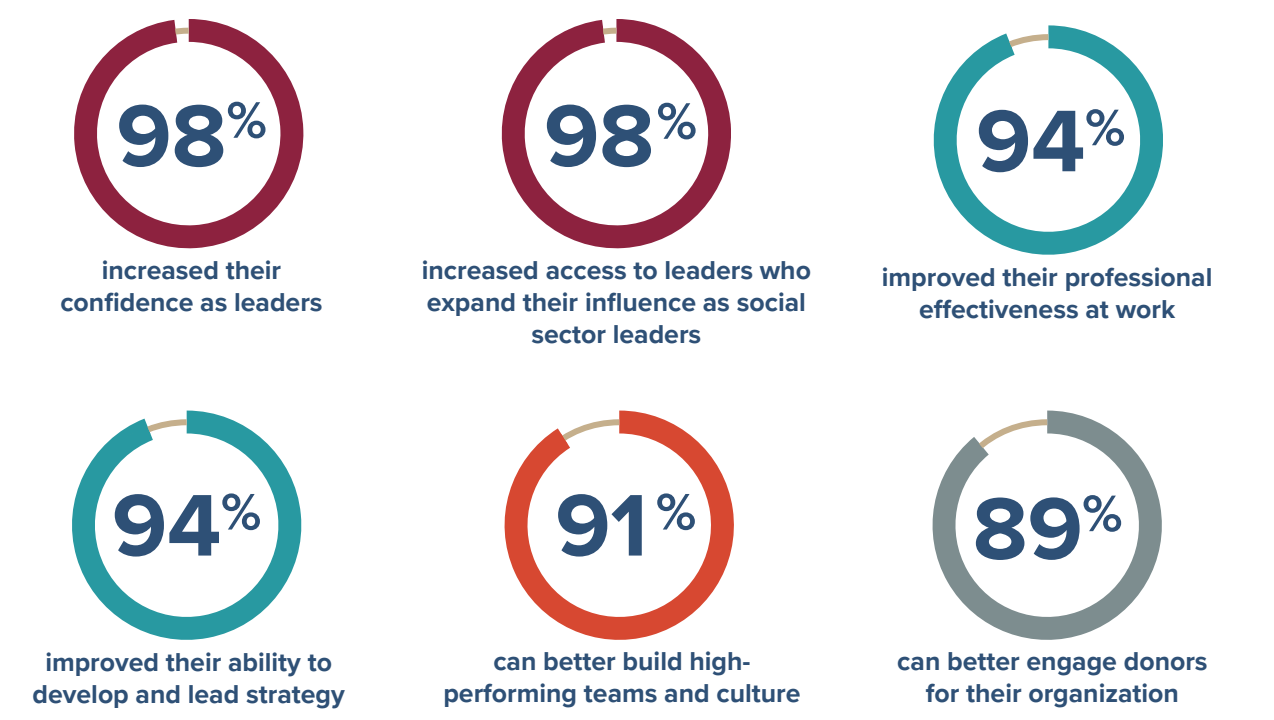 98%
increased their
confidence as leaders
98%
increased access to leaders who
expand their influence as social
sector leaders
94%
improved their professional
effectiveness at work
94%
improved their ability to
develop and lead strategy
91%
can better build high-
performing teams and culture
89%
can better engage donors
for their organization